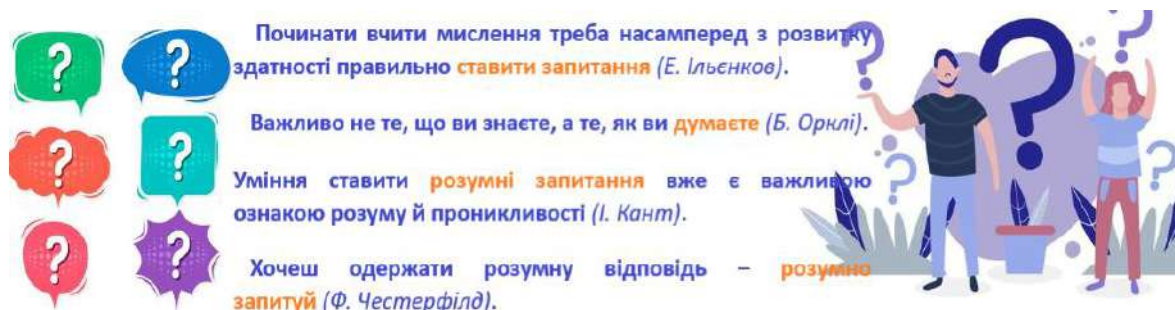 Починати вчити мислення треба насамперед з розвитку
здатності правильно ставити запитання (Е. Ільєнков).
Важливо не те, що ви знаєте, а те, як ви думаєте (Б. Орклі).
Уміння ставити розумні запитання вже є важливою
ознакою розуму й проникливості (І. Кант).
Хочеш одержати розумну відповідь – розумно
запитуй (Ф. Честерфілд).